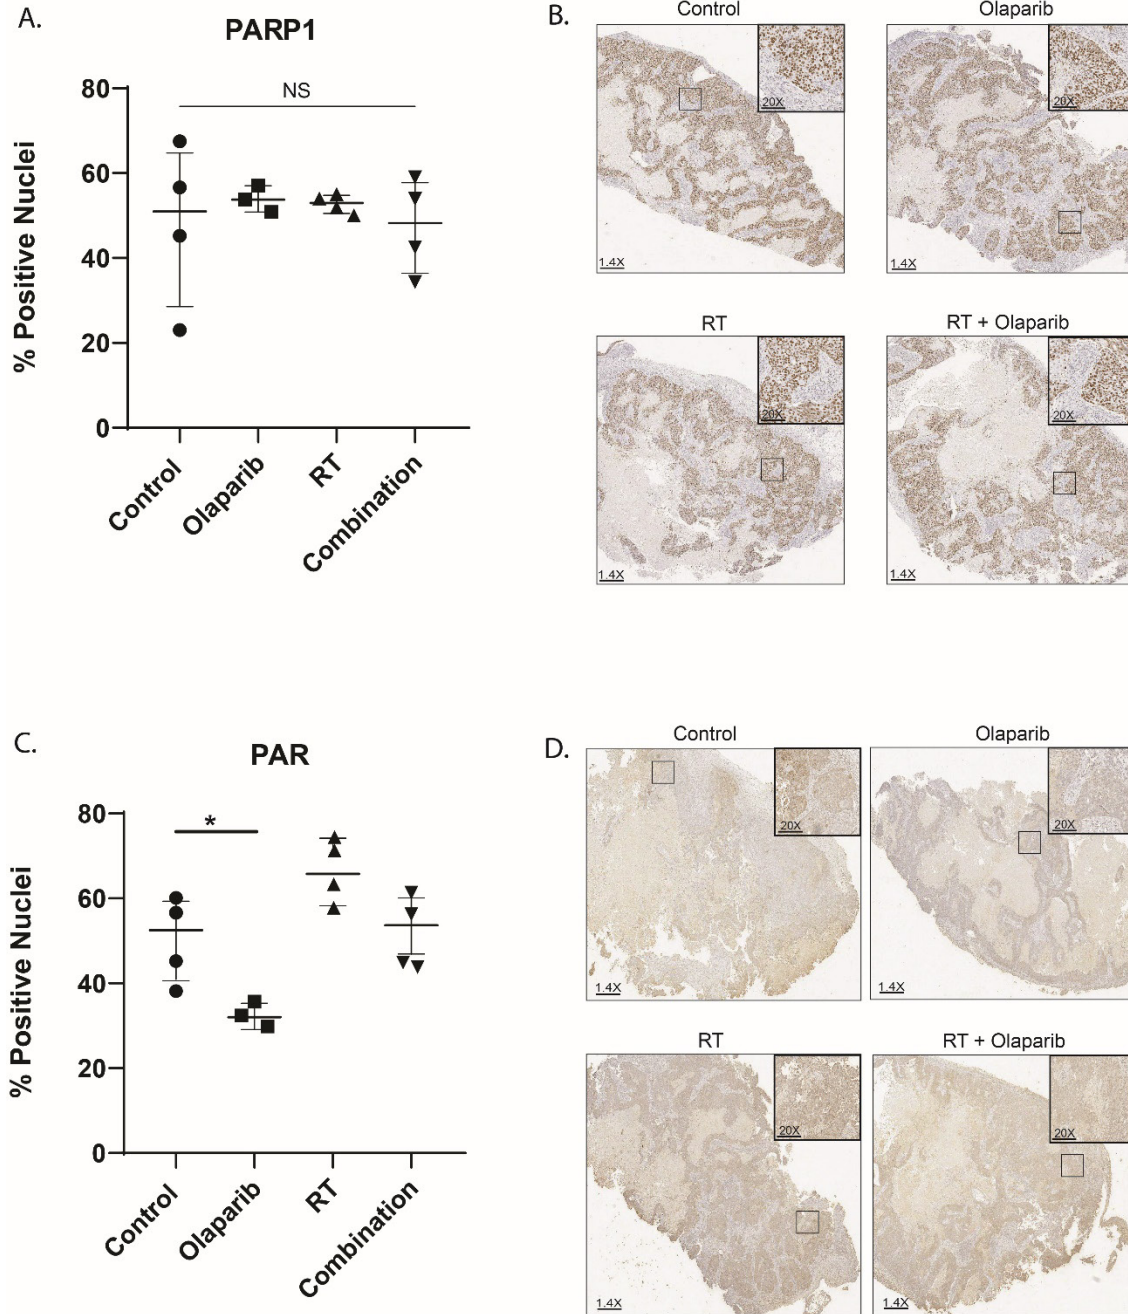 A.
PARP1
% Positive Nuclei
80
60
40
20
0
NS
Control
Olaparib
RT
Combination
B.
Control
Olaparib
20X
1.4X
20X
1.4X
RT
RT + Olaparib
20X
1.4X
20X
1.4X
C.
PAR
% Positive Nuclei
80
60
40
20
0
*
Control
Olaparib
RT
Combination
D.
Control
Olaparib
20X
1.4X
20X
1.4X
RT
RT + Olaparib
20X
1.4X
20X
1.4X